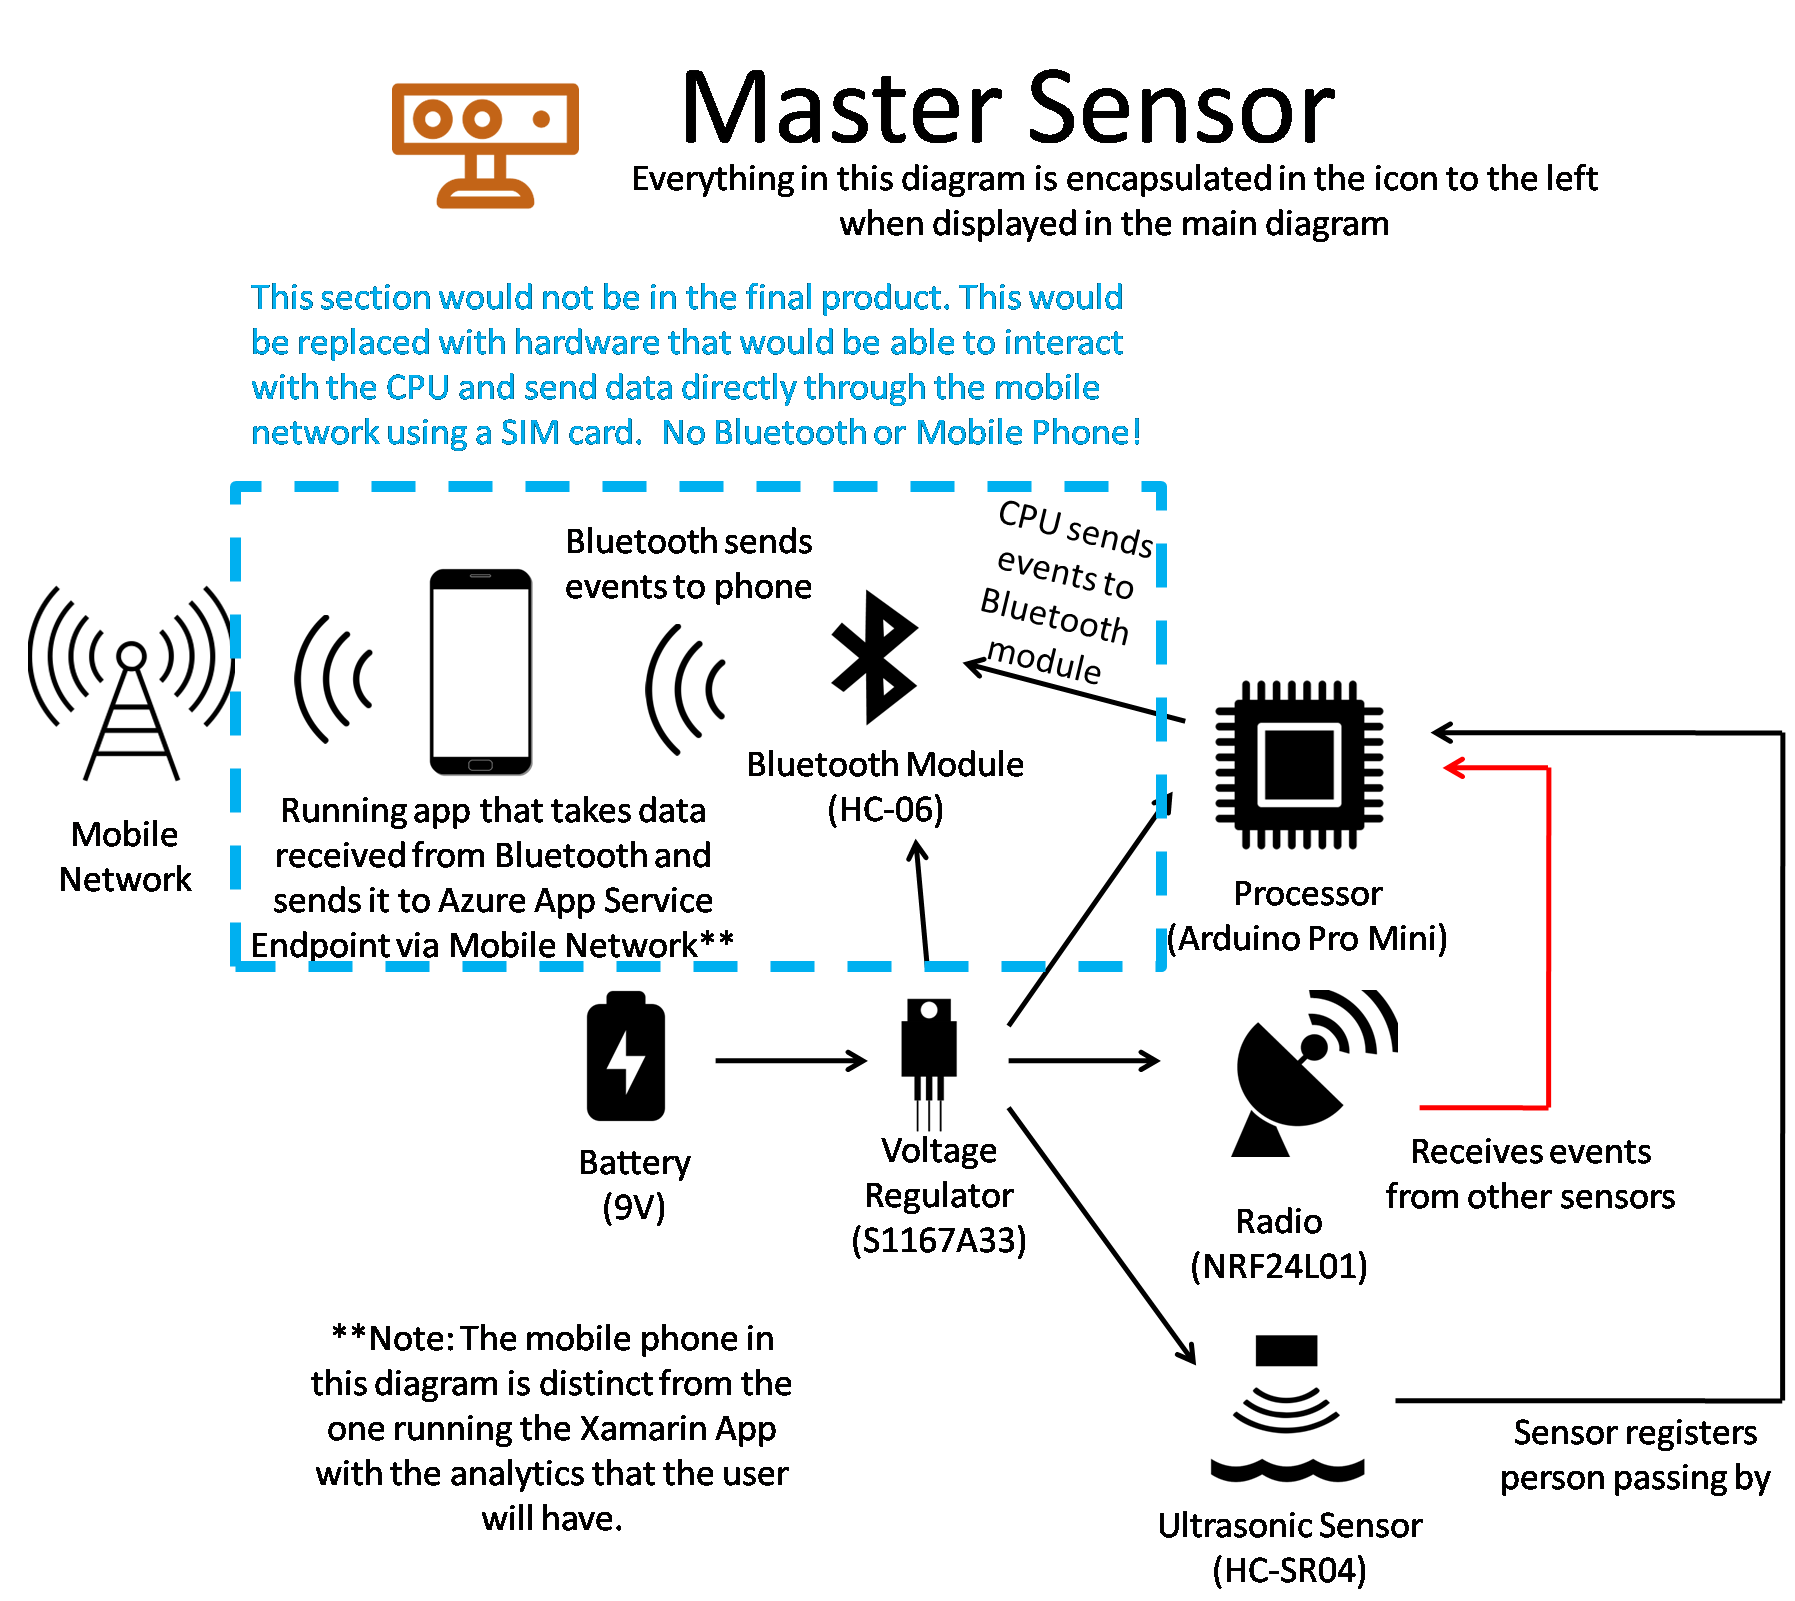 Master Sensor
Everything in this diagram is encapsulated in the icon to the left
when displayed in the main diagram
This section would not be in the final product. This would
be replaced with hardware that would be able to interact
with the CPU and send data directly through the mobile
network using a SIM card.  No Bluetooth or Mobile Phone!
CPU sends
events to
Bluetooth
module
Bluetooth sends
events to phone
Bluetooth Module
(HC-06)
Running app that takes data
received from Bluetooth and
sends it to Azure App Service
Endpoint via Mobile Network**
Mobile
Network
Processor
(Arduino Pro Mini)
Battery
(9V)
Voltage
Regulator
(S1167A33)
Receives events
from other sensors
Radio
(NRF24L01)
**Note: The mobile phone in
this diagram is distinct from the
one running the Xamarin App
with the analytics that the user
will have.
Sensor registers
person passing by
Ultrasonic Sensor
(HC-SR04)